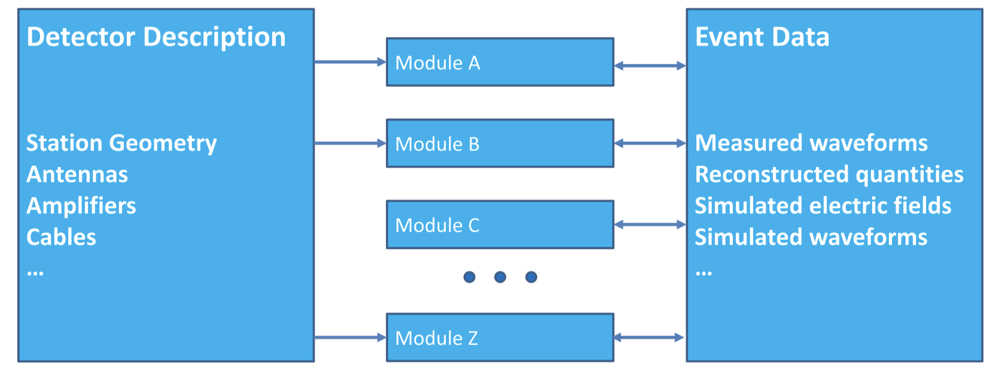 Detector Description
Station Geometry
Antennas
Amplifiers
Cables
...
Module A
Module B
Module C
Module Z
Event Data
Measured waveforms
Reconstructed quantities
Simulated electric fields
Simulated waveforms
...